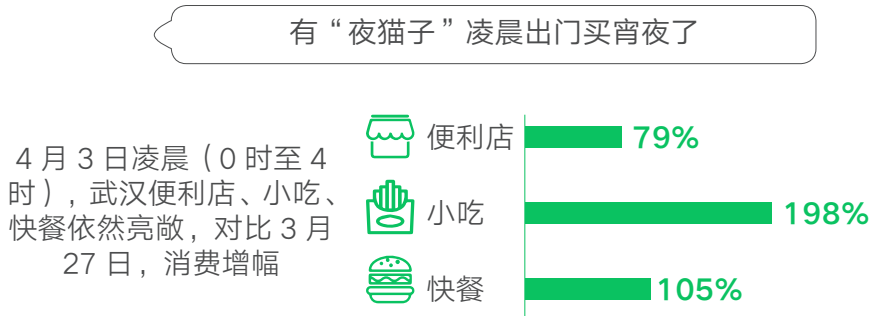 有“夜猫子”凌晨出门买宵夜了
4月3日凌晨（0时至4
时），武汉便利店、小吃、
快餐依然亮敞，对比3月
27日，消费增幅
便利店 79%
小吃 198%
快餐 105%